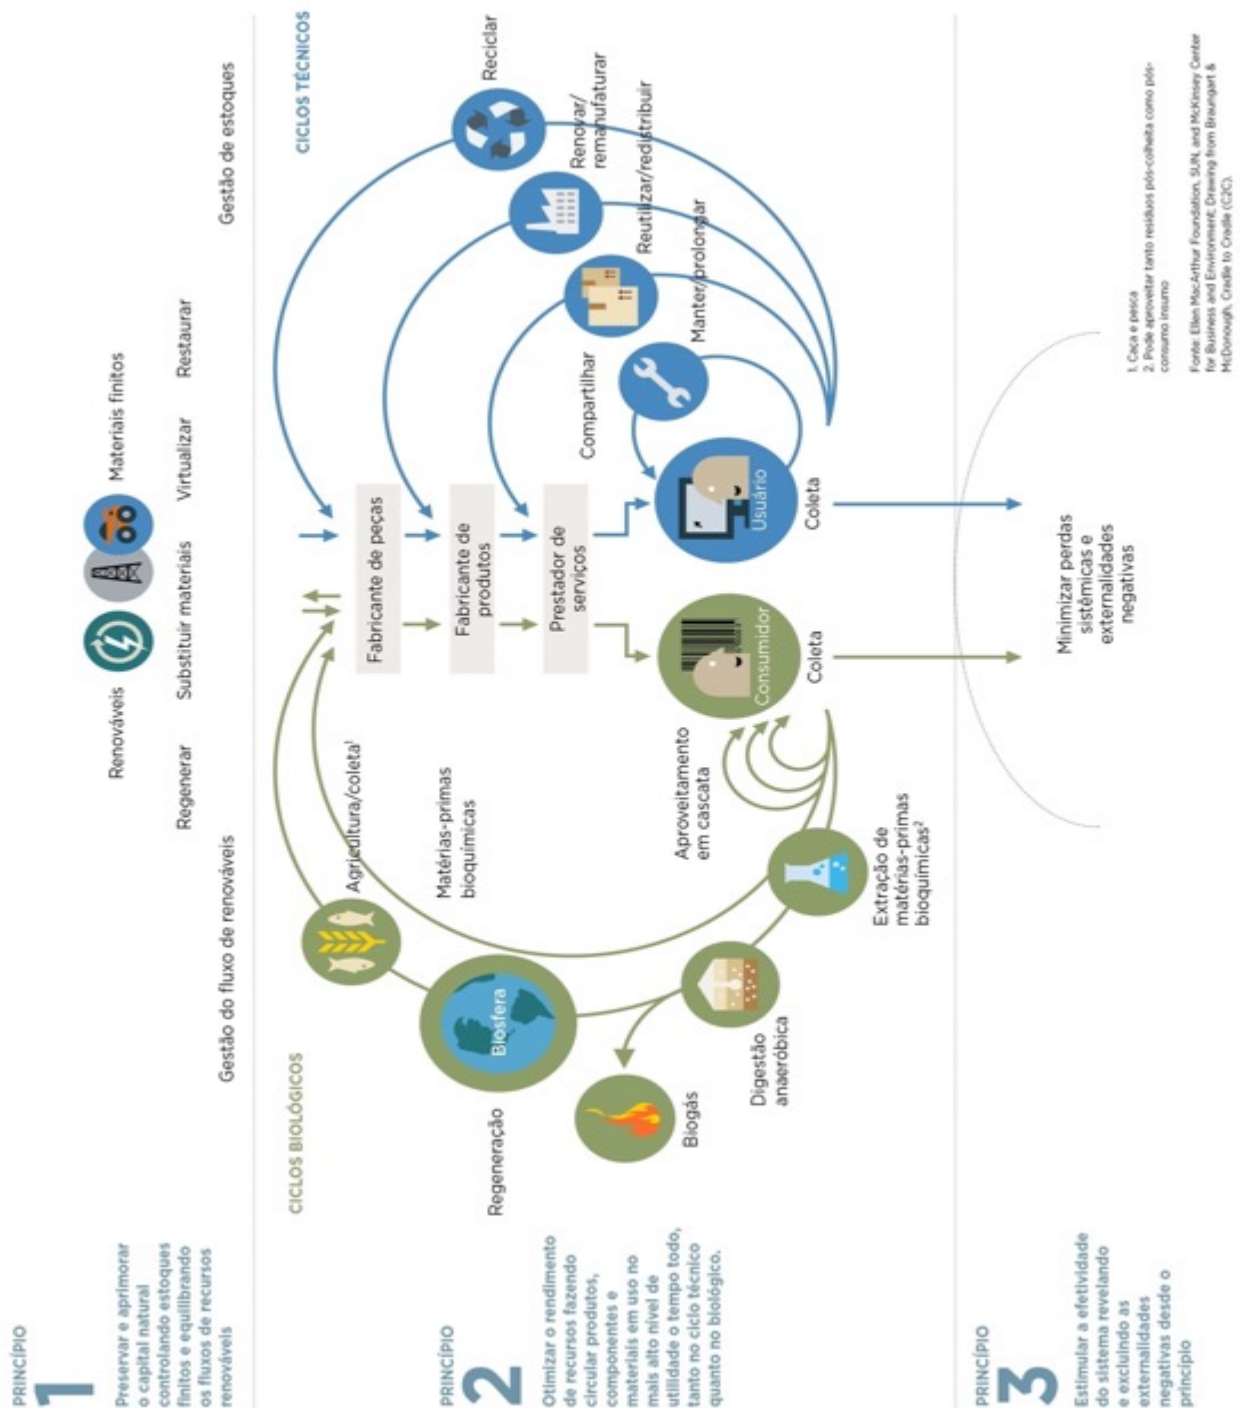 PRINCÍPIO
1
Preservar e aprimorar
o capital natural
controlando estoques
finitos e equilibrando
os fluxos de recursos
renováveis
Renováveis
Materiais finitos
Regenerar
Substituir materiais
Virtualizar
Restaurar
Gestão do fluxo de renováveis
Gestão de estoques
PRINCÍPIO
2
Otimizar o rendimento
de recursos fazendo
circular produtos,
componentes e
materiais em uso no
mais alto nível de
utilidade o tempo todo,
tanto no ciclo técnico
quanto no biológico.
CICLOS BIOLÓGICOS
CICLOS TÉCNICOS
Agricultura/coleta¹
Matérias-primas
bioquímicas
Regeneração
Biosfera
Biogás
Digestão
anaeróbica
Extração de
matérias-primas
bioquímicas²
Aproveitamento
em cascata
Fabricante de peças
Fabricante de
produtos
Prestador de
serviços
Consumidor
Coleta
Usuário
Coleta
Compartilhar
Manter/prolongar
Reutilizar/redistribuir
Renovar/
remanufaturar
Reciclar
PRINCÍPIO
3
Estimular a efetividade
do sistema revelando
e excluindo as
externalidades
negativas desde o
princípio
Minimizar perdas
sistêmicas e
externalidades
negativas
1. Caça e pesca
2. Pode aproveitar tanto resíduos pós-colheita como pós-
consumo insumo
Fonte: Ellen MacArthur Foundation, SUN, and McKinsey Center
for Business and Environment; Drawing from Braungart &
McDonough, Cradle to Cradle (C2C).